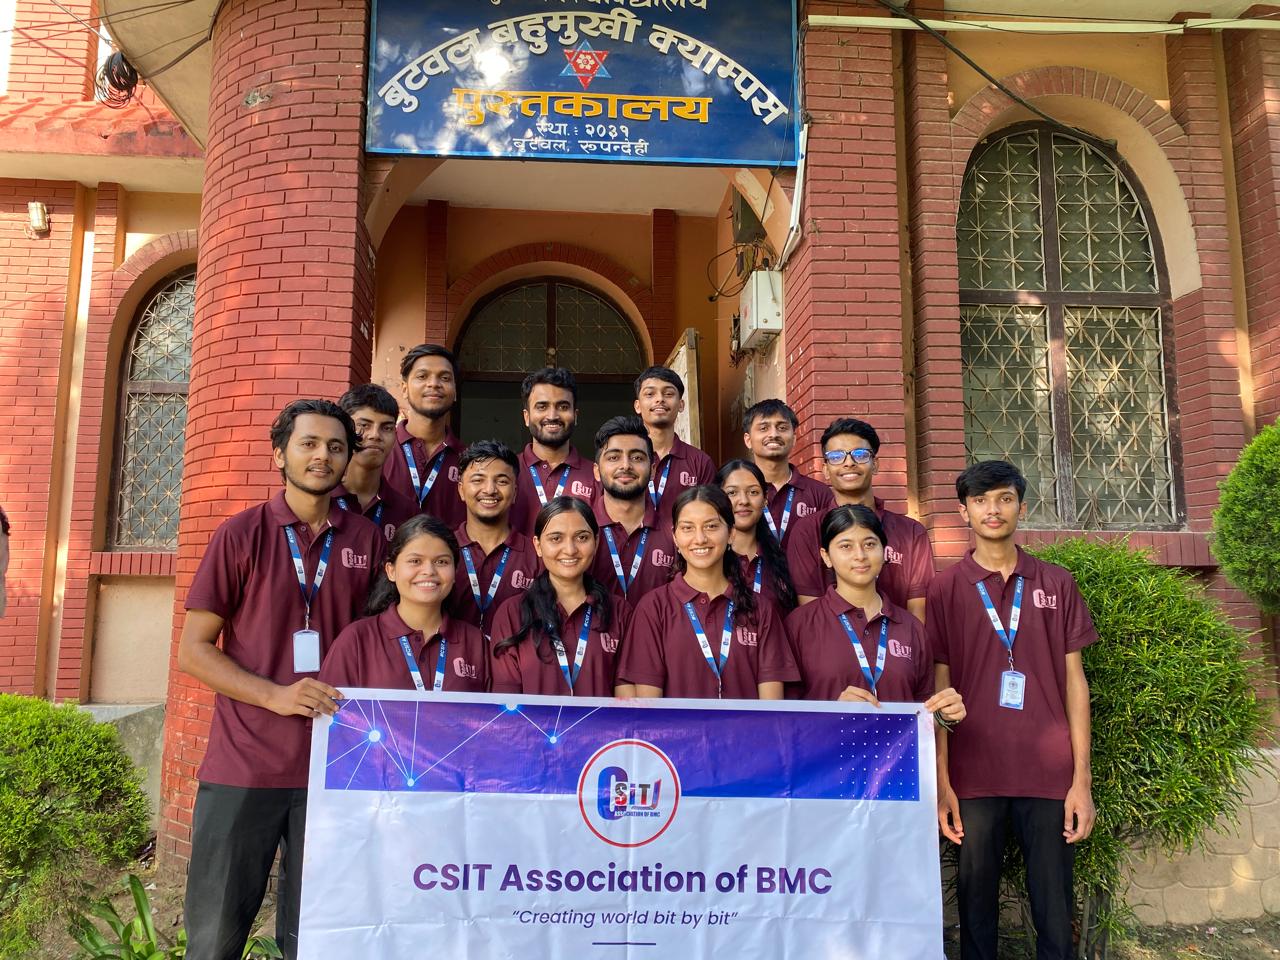 बुटवल बहुमुखी क्याम्पस
पुस्तकालय
स्था : २०३१
बुटवल, रुपन्देही
CSIT
ASSOCIATION OF BMC
CSIT Association of BMC
"Creating world bit by bit"